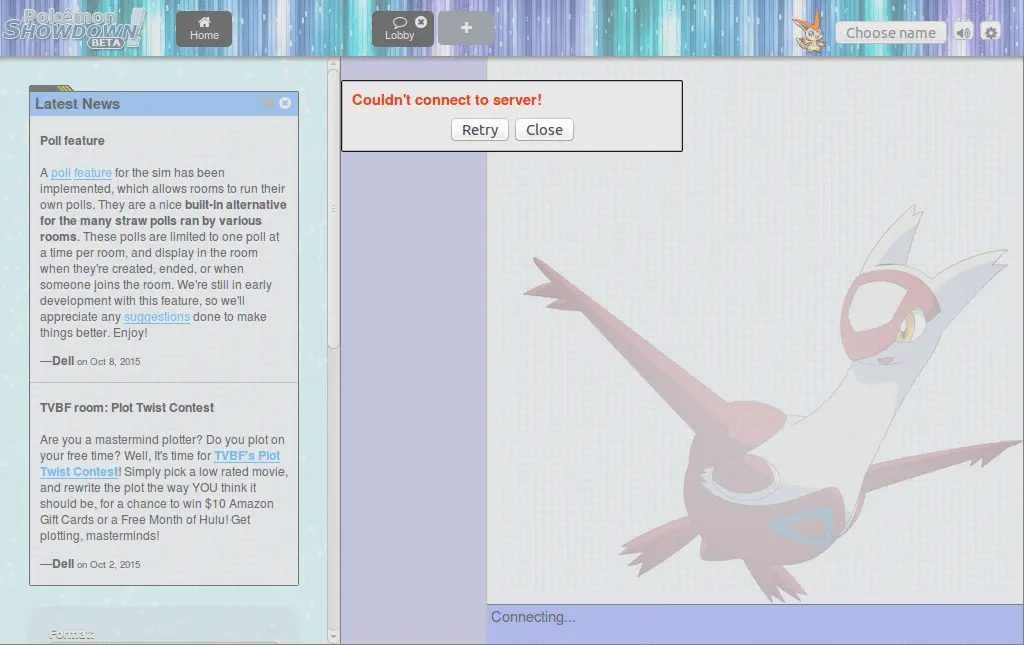 Pokémon
SHOWDOWN!
BETA
Home
Lobby
+
Choose name
Latest News
Couldn't connect to server!
Retry
Close
Poll feature
A poll feature for the sim has been
implemented, which allows rooms to run their
own polls. They are a nice built-in alternative
for the many straw polls ran by various
rooms. These polls are limited to one poll at
a time per room, and display in the room
when they're created, ended, or when
someone joins the room. We're still in early
development with this feature, so we'll
appreciate any suggestions done to make
things better. Enjoy!
—Dell on Oct 8, 2015
TVBF room: Plot Twist Contest
Are you a mastermind plotter? Do you plot on
your free time? Well, it's time for TVBF's Plot
Twist Contest! Simply pick a low rated movie,
and rewrite the plot the way YOU think it
should be, for a chance to win $10 Amazon
Gift Cards or a Free Month of Hulu! Get
plotting, masterminds!
—Dell on Oct 2, 2015
Format:
Connecting...